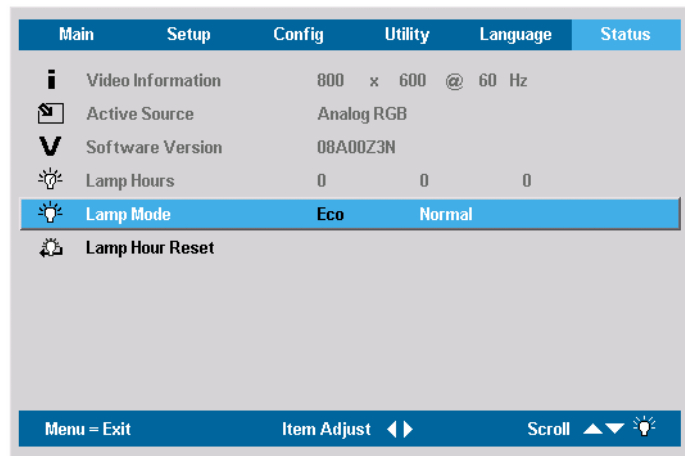 Main Setup Config Utility Language Status
i Video Information 800 x 600 @ 60 Hz
Active Source Analog RGB
V Software Version 08A00Z3N
Lamp Hours 0 0 0
Lamp Mode Eco Normal
Lamp Hour Reset
Menu = Exit Item Adjust Scroll